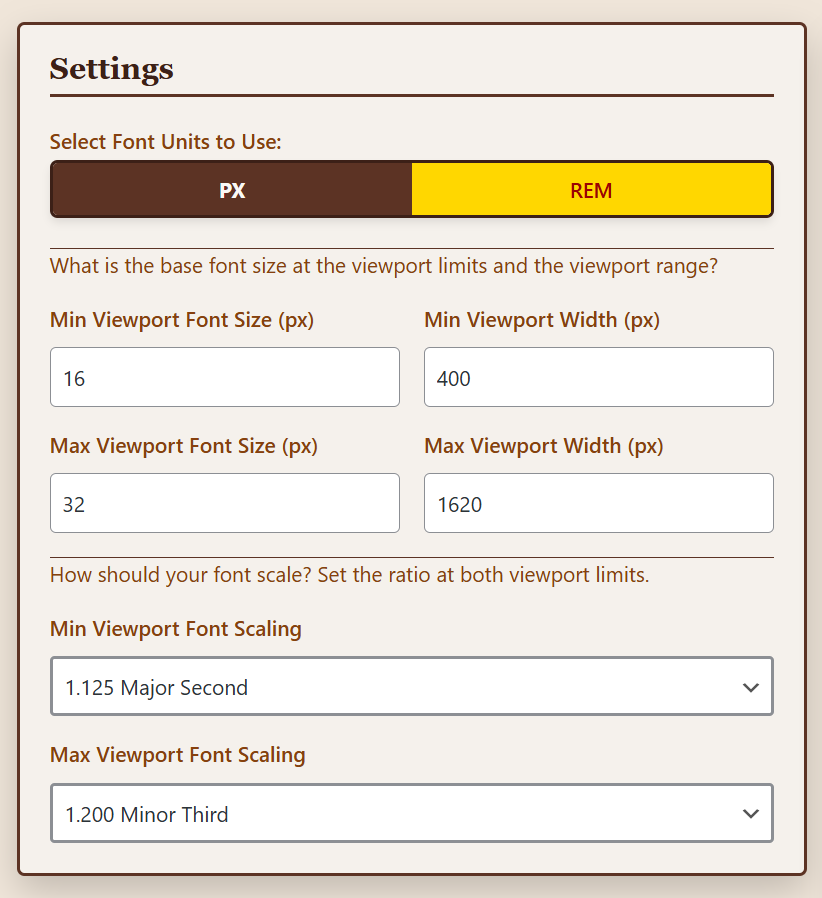 Settings
Select Font Units to Use:
PX REM
What is the base font size at the viewport limits and the viewport range?
Min Viewport Font Size (px) Min Viewport Width (px)
16 400
Max Viewport Font Size (px) Max Viewport Width (px)
32 1620
How should your font scale? Set the ratio at both viewport limits.
Min Viewport Font Scaling
1.125 Major Second
Max Viewport Font Scaling
1.200 Minor Third